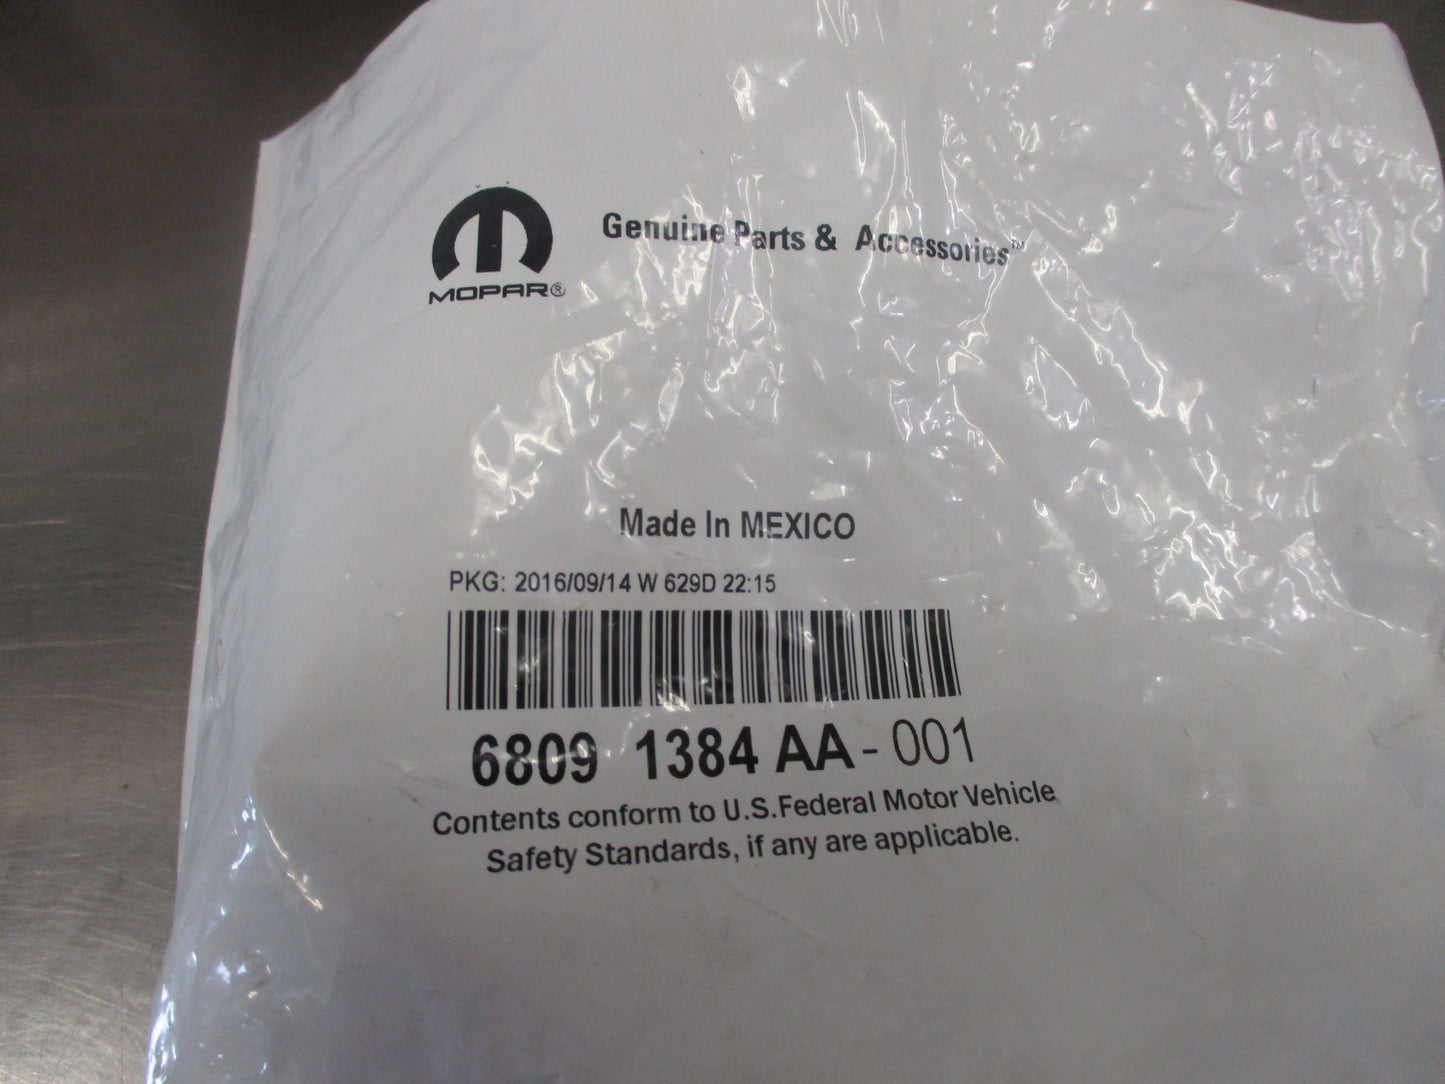 MOPAR®
Genuine Parts & Accessories™
Made In MEXICO
PKG: 2016/09/14 W 629D 22:15
6809 1384 AA - 001
Contents conform to U.S.Federal Motor Vehicle
Safety Standards, if any are applicable.